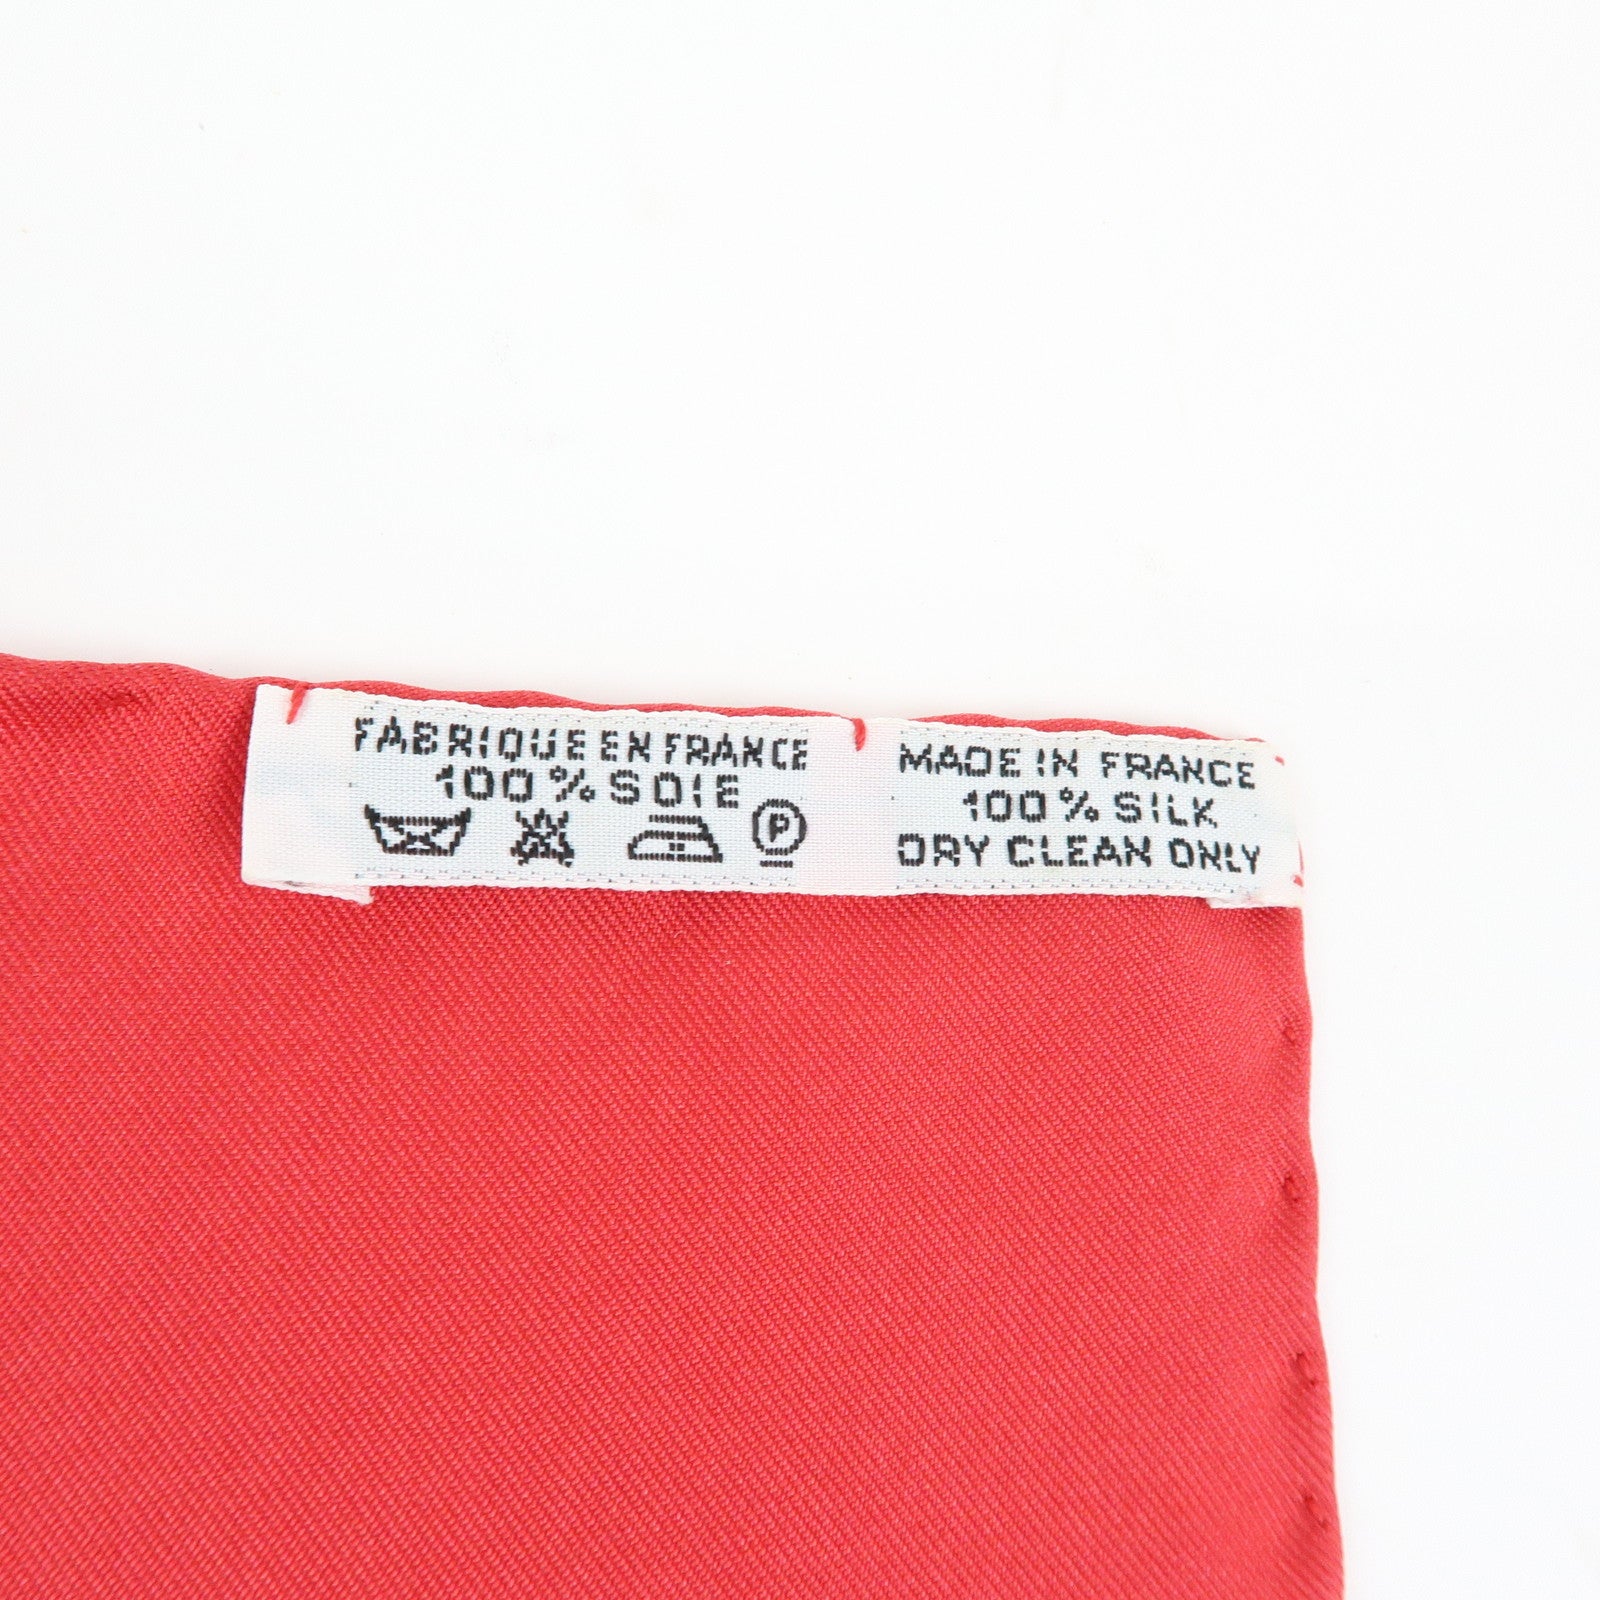 FABRIQUE EN FRANCE
100% SOIE
P
MADE IN FRANCE
100% SILK
DRY CLEAN ONLY